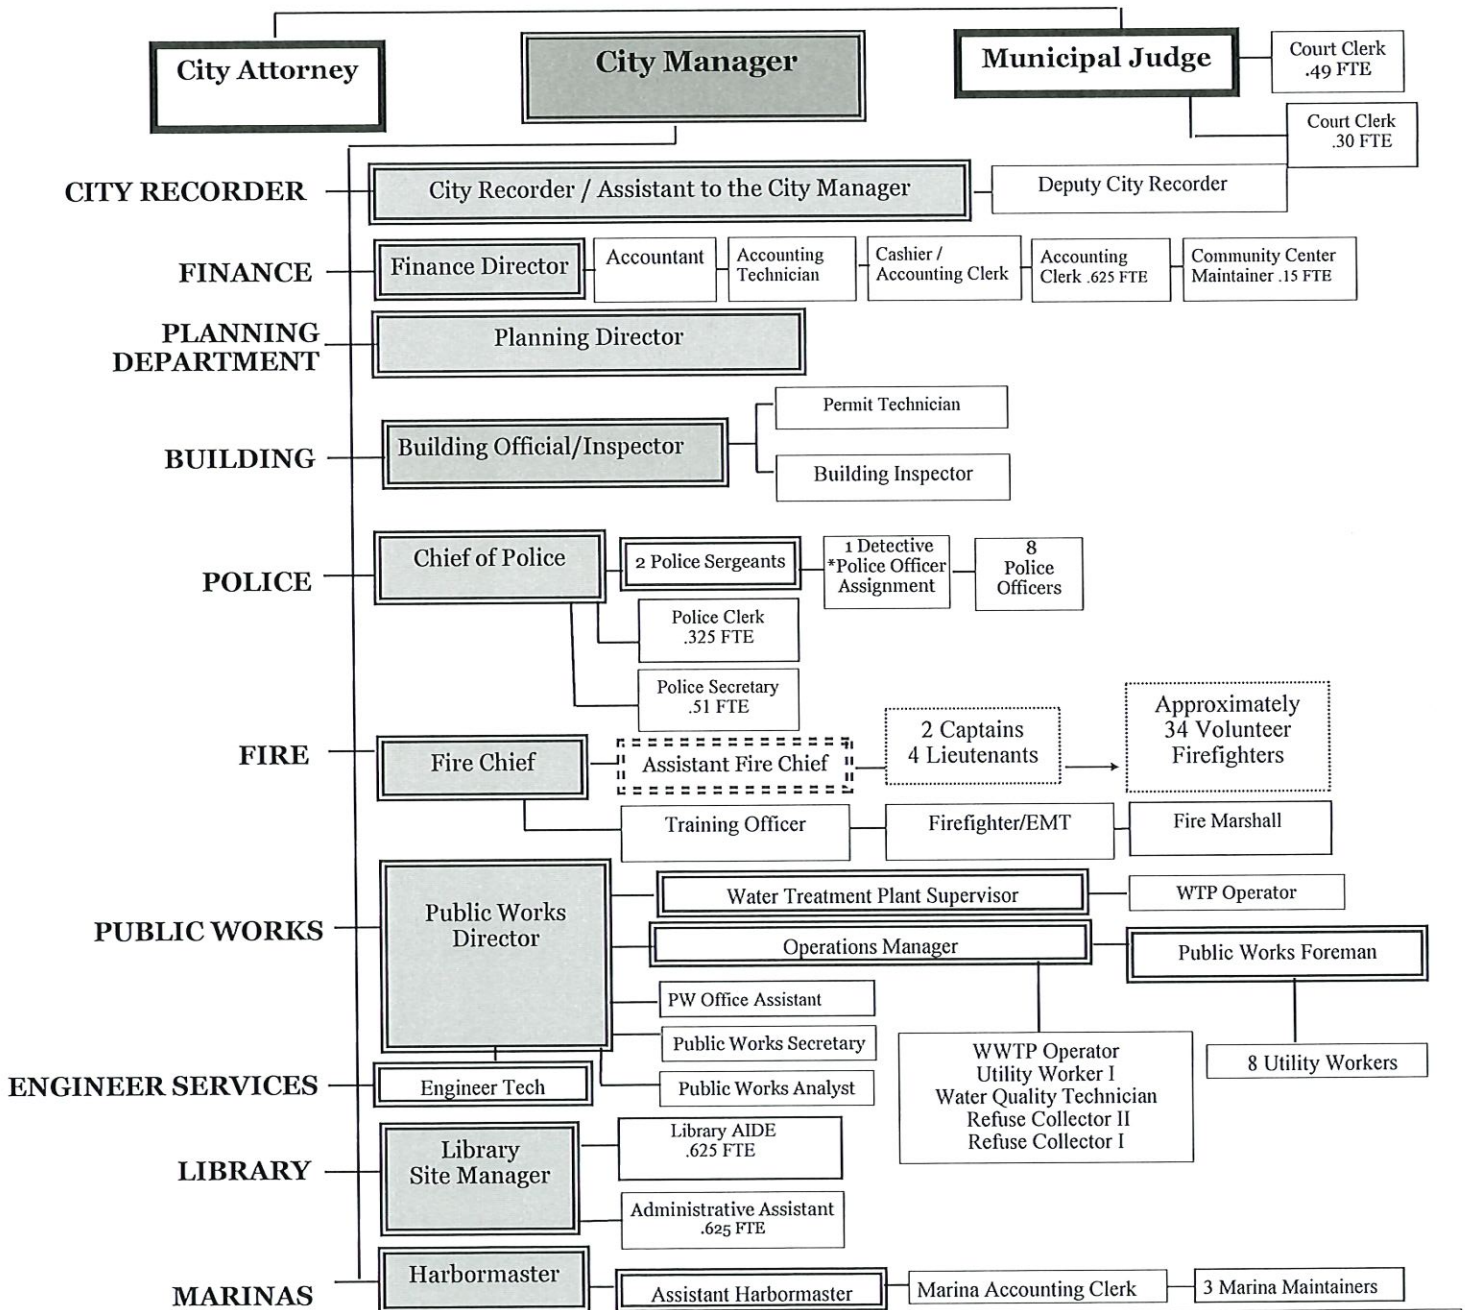 City Attorney
City Manager
Municipal Judge
Court Clerk
.49 FTE
Court Clerk
.30 FTE
CITY RECORDER
City Recorder / Assistant to the City Manager
Deputy City Recorder
FINANCE
Finance Director
Accountant
Accounting
Technician
Cashier /
Accounting Clerk
Accounting
Clerk .625 FTE
Community Center
Maintainer .15 FTE
PLANNING
DEPARTMENT
Planning Director
BUILDING
Building Official/Inspector
Permit Technician
Building Inspector
POLICE
Chief of Police
2 Police Sergeants
1 Detective
*Police Officer
Assignment
8
Police
Officers
Police Clerk
.325 FTE
Police Secretary
.51 FTE
FIRE
Fire Chief
Assistant Fire Chief
2 Captains
4 Lieutenants
Approximately
34 Volunteer
Firefighters
Training Officer
Firefighter/EMT
Fire Marshall
PUBLIC WORKS
Public Works
Director
Water Treatment Plant Supervisor
WTP Operator
Operations Manager
Public Works Foreman
PW Office Assistant
Public Works Secretary
Public Works Analyst
WWTP Operator
Utility Worker I
Water Quality Technician
Refuse Collector II
Refuse Collector I
8 Utility Workers
ENGINEER SERVICES
Engineer Tech
LIBRARY
Library
Site Manager
Library AIDE
.625 FTE
Administrative Assistant
.625 FTE
MARINAS
Harbormaster
Assistant Harbormaster
Marina Accounting Clerk
3 Marina Maintainers